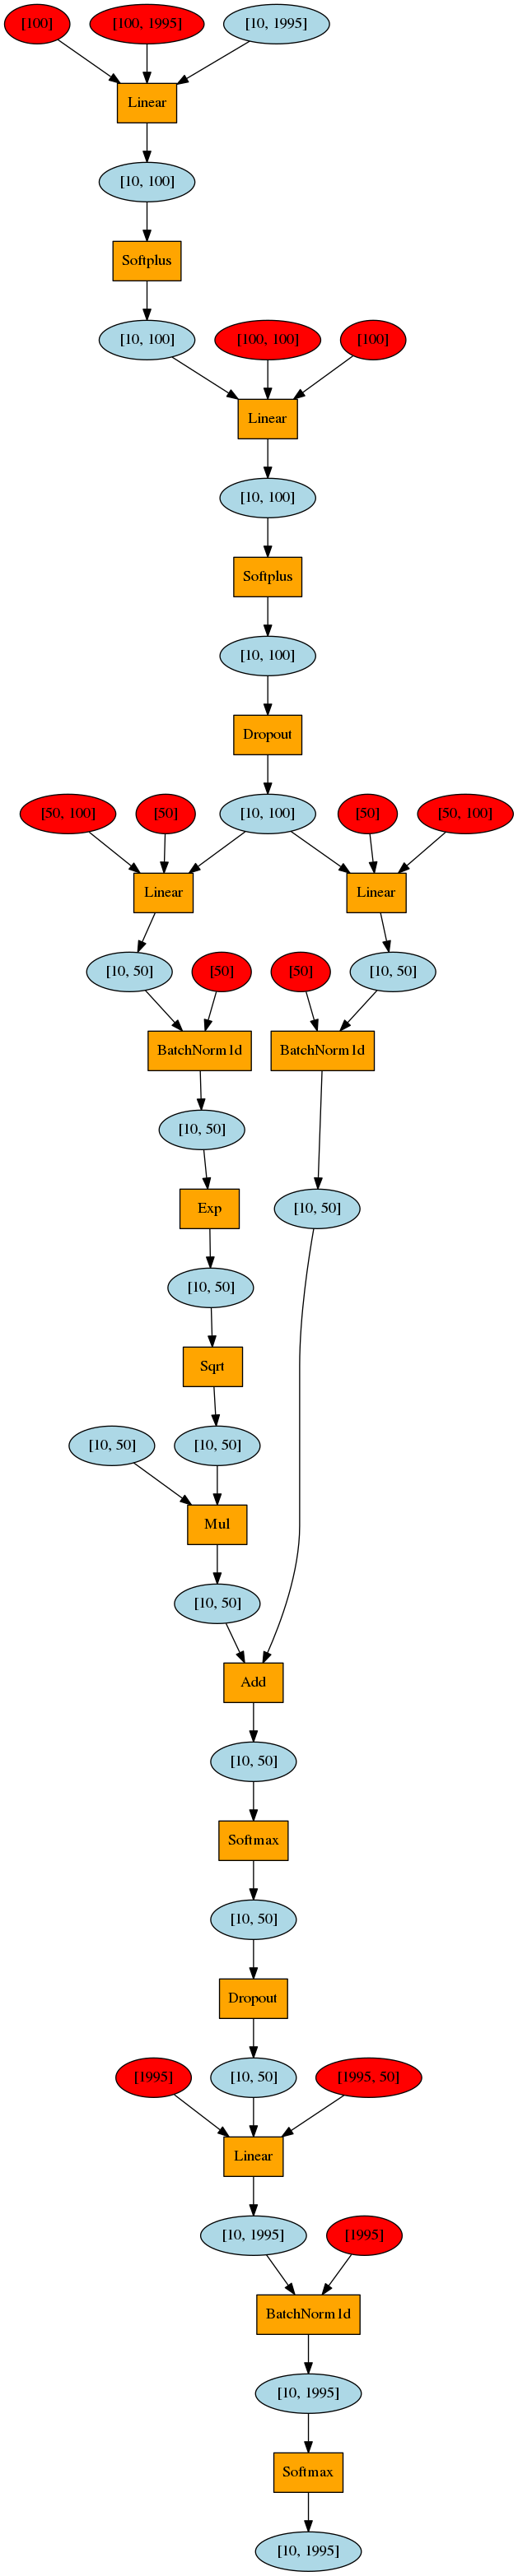 [100] [100, 1995] [10, 1995]
Linear
[10, 100]
Softplus
[10, 100] [100, 100] [100]
Linear
[10, 100]
Softplus
[10, 100]
Dropout
[50, 100] [50] [10, 100] [50] [50, 100]
Linear Linear
[10, 50] [50] [50] [10, 50]
BatchNorm1d BatchNorm1d
[10, 50]
Exp [10, 50]
[10, 50]
Sqrt
[10, 50] [10, 50]
Mul
[10, 50]
Add
[10, 50]
Softmax
[10, 50]
Dropout
[1995] [10, 50] [1995, 50]
Linear
[10, 1995] [1995]
BatchNorm1d
[10, 1995]
Softmax
[10, 1995]